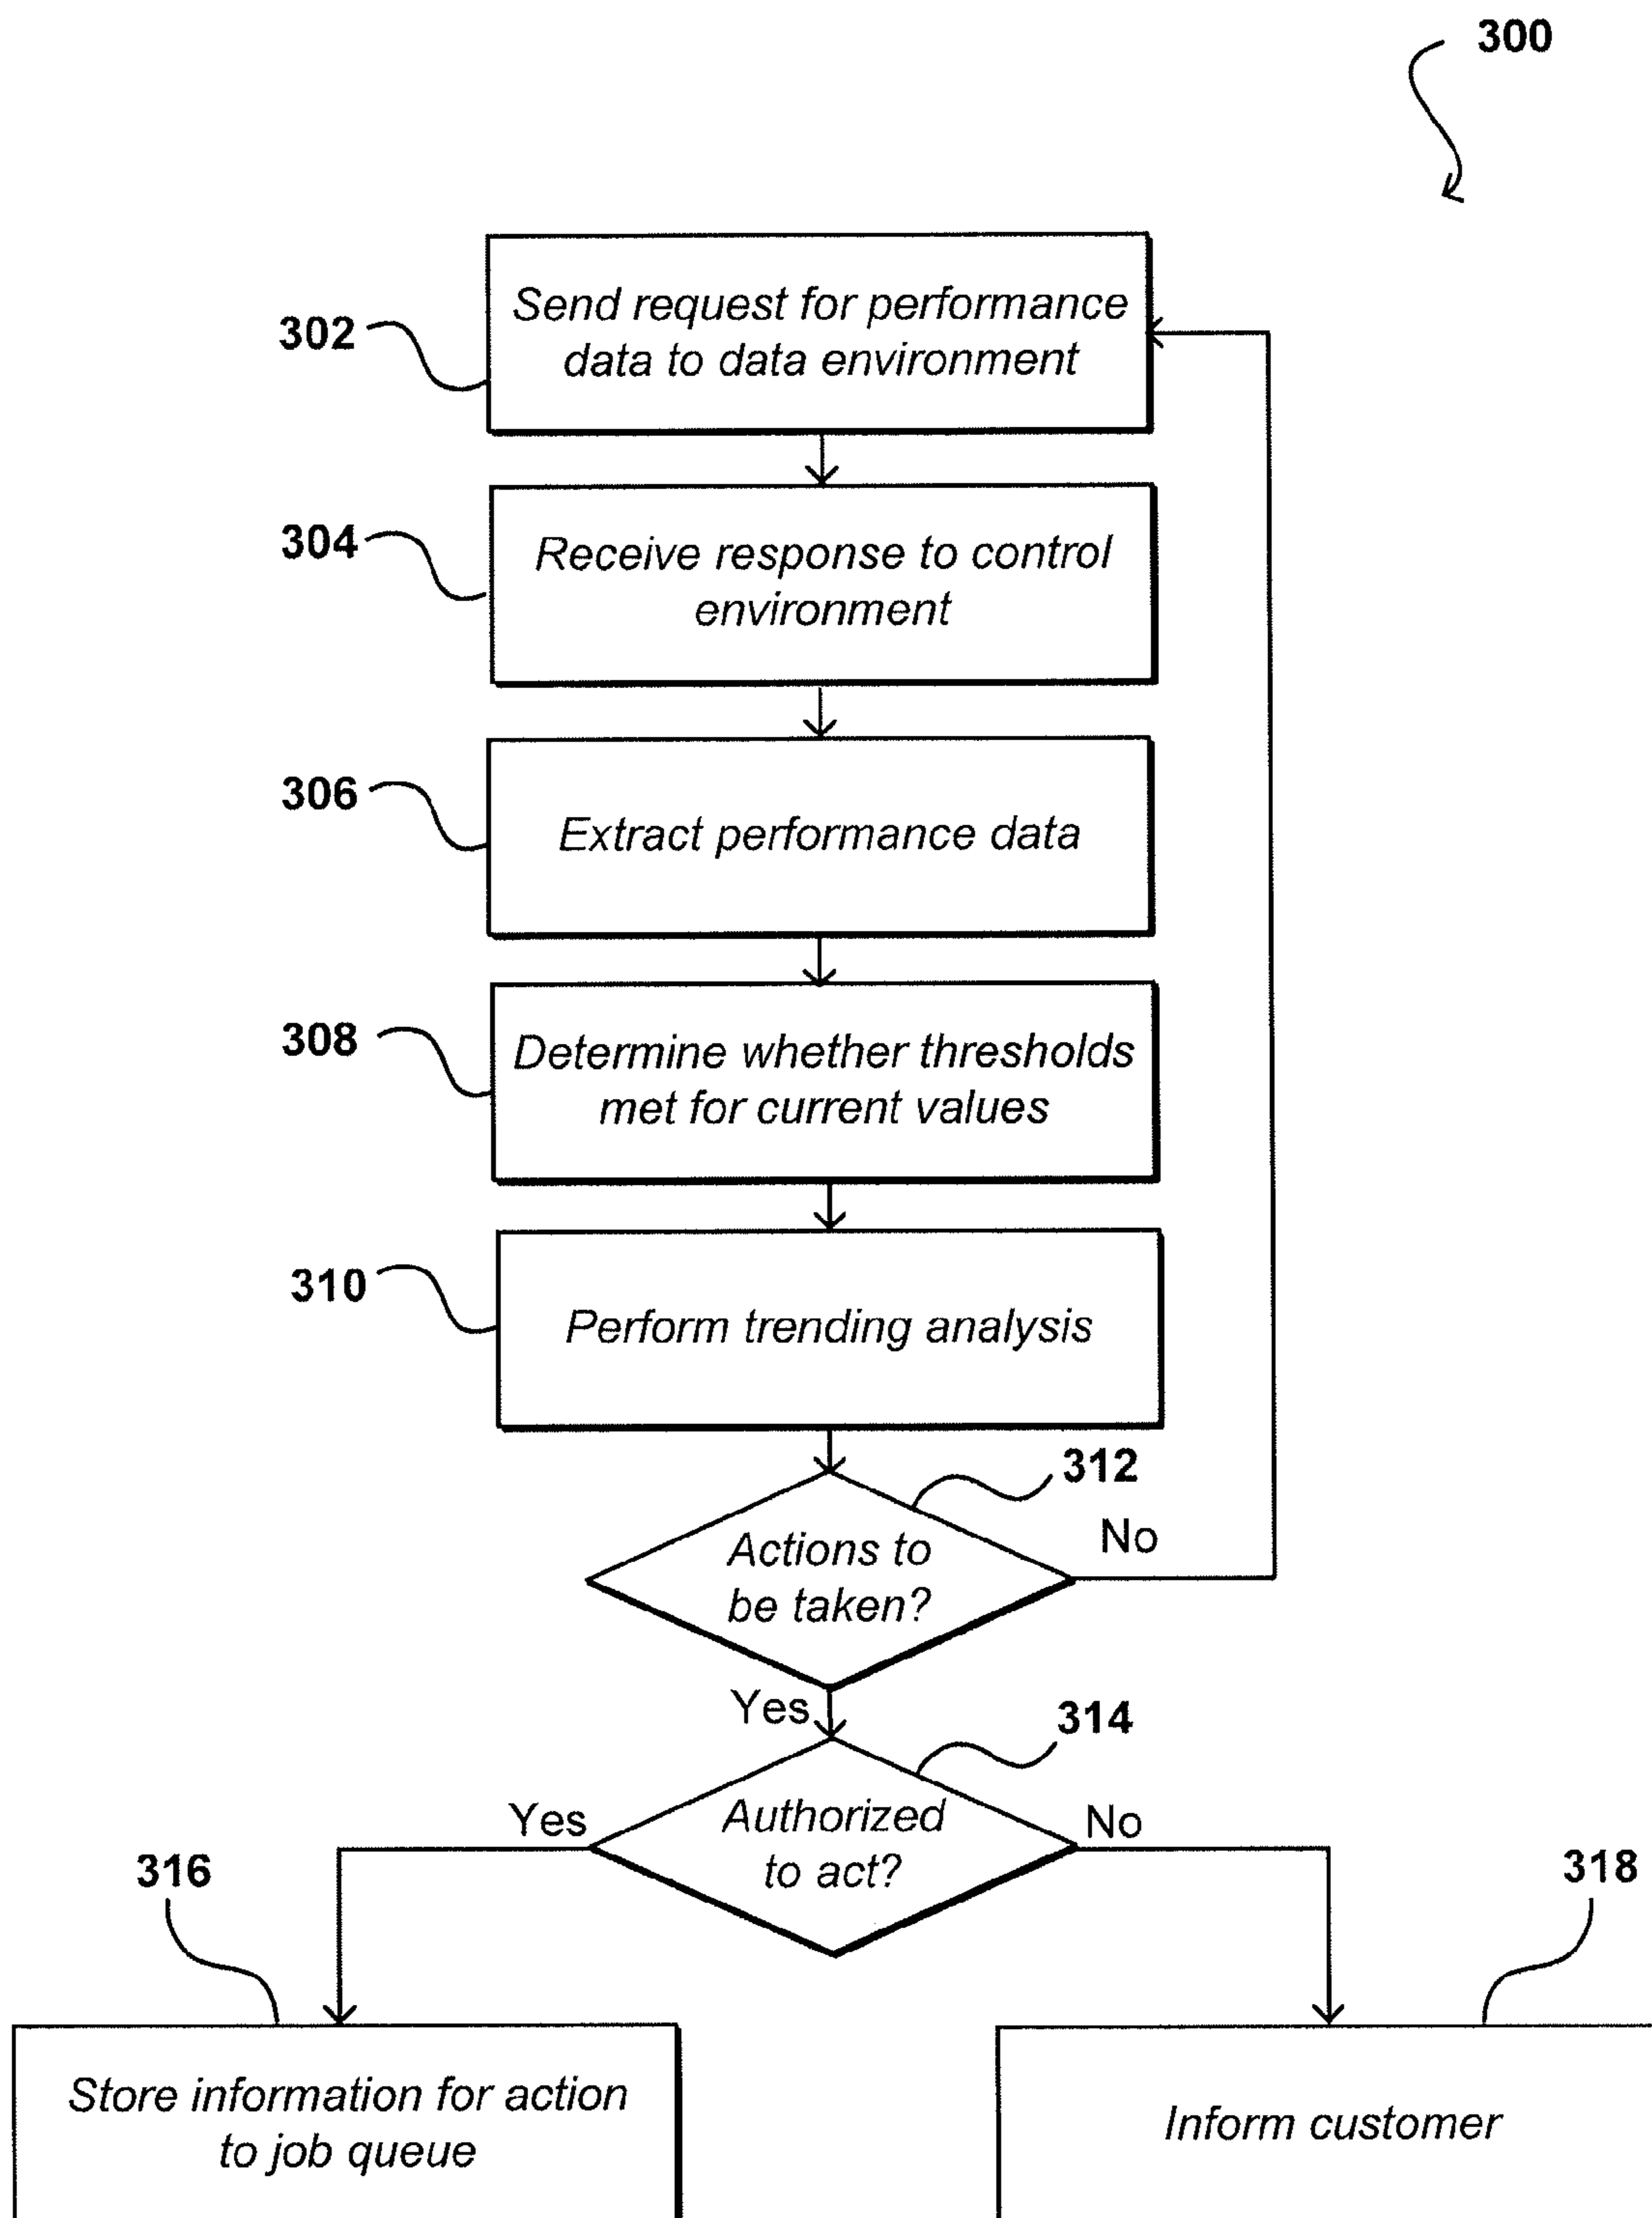 300
302
Send request for performance
data to data environment
304
Receive response to control
environment
306
Extract performance data
308
Determine whether thresholds
met for current values
310
Perform trending analysis
312
Actions to
be taken?
No
Yes
314
Authorized
to act?
Yes
No
316
318
Store information for action
to job queue
Inform customer